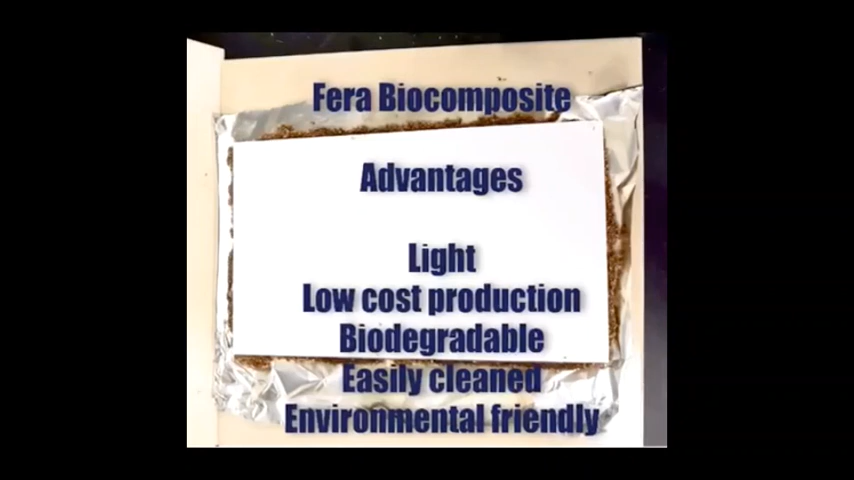 Fera Biocomposite
Advantages
Light
Low cost production
Biodegradable
Easily cleaned
Environmental friendly